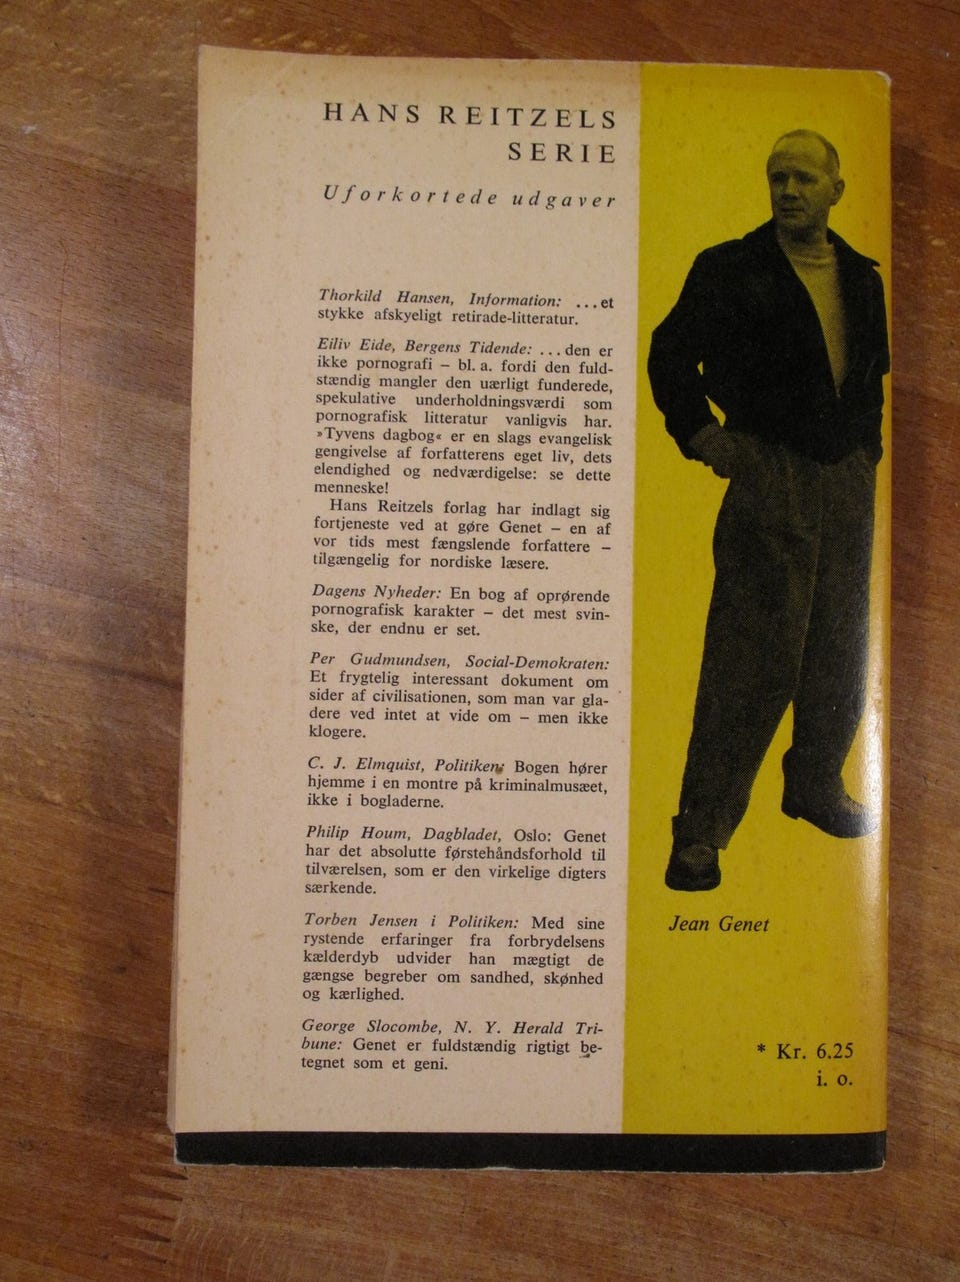 HANS REITZELS
SERIE
Uforkortede udgaver
Thorkild Hansen, Information: ...et
stykke afskyeligt retirade-litteratur.
Eiliv Eide, Bergens Tidende: ...den er
ikke pornografi – bl. a. fordi den fuld-
stændig mangler den uærligt funderede,
spekulative underholdningsværdi som
pornografisk litteratur vanligvis har.
»Tyvens dagbog« er en slags evangelisk
gengivelse af forfatterens eget liv, dets
elendighed og nedværdigelse: se dette
menneske!
Hans Reitzels forlag har indlagt sig
fortjeneste ved at gøre Genet – en af
vor tids mest fængslende forfattere –
tilgængelig for nordiske læsere.
Dagens Nyheder: En bog af oprørende
pornografisk karakter – det mest svin-
ske, der endnu er set.
Per Gudmundsen, Social-Demokraten:
Et frygtelig interessant dokument om
sider af civilisationen, som man var gla-
dere ved intet at vide om – men ikke
klogere.
C. J. Elmquist, Politiken: Bogen hører
hjemme i en montre på kriminalmusæet,
ikke i bogladerne.
Philip Houm, Dagbladet, Oslo: Genet
har det absolutte førstehåndsforhold til
tilværelsen, som er den virkelige digters
særkende.
Torben Jensen i Politiken: Med sine
rystende erfaringer fra forbrydelsens
kælderdyb udvider han mægtigt de
gængse begreber om sandhed, skønhed
og kærlighed.
George Slocombe, N. Y. Herald Tri-
bune: Genet er fuldstændig rigtigt be-
tegnet som et geni.
Jean Genet
* Kr. 6.25
i. o.